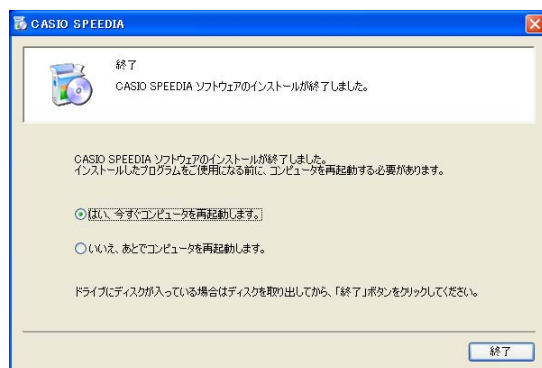 CASIO SPEEDIA
終了
CASIO SPEEDIA ソフトウェアのインストールが終了しました。
CASIO SPEEDIA ソフトウェアのインストールが終了しました。
インストールしたプログラムをご使用になる前に、コンピュータを再起動する必要があります。
はい、今すぐコンピュータを再起動します。
いいえ、あとでコンピュータを再起動します。
ドライブにディスクが入っている場合はディスクを取り出してから、「終了」ボタンをクリックしてください。
終了